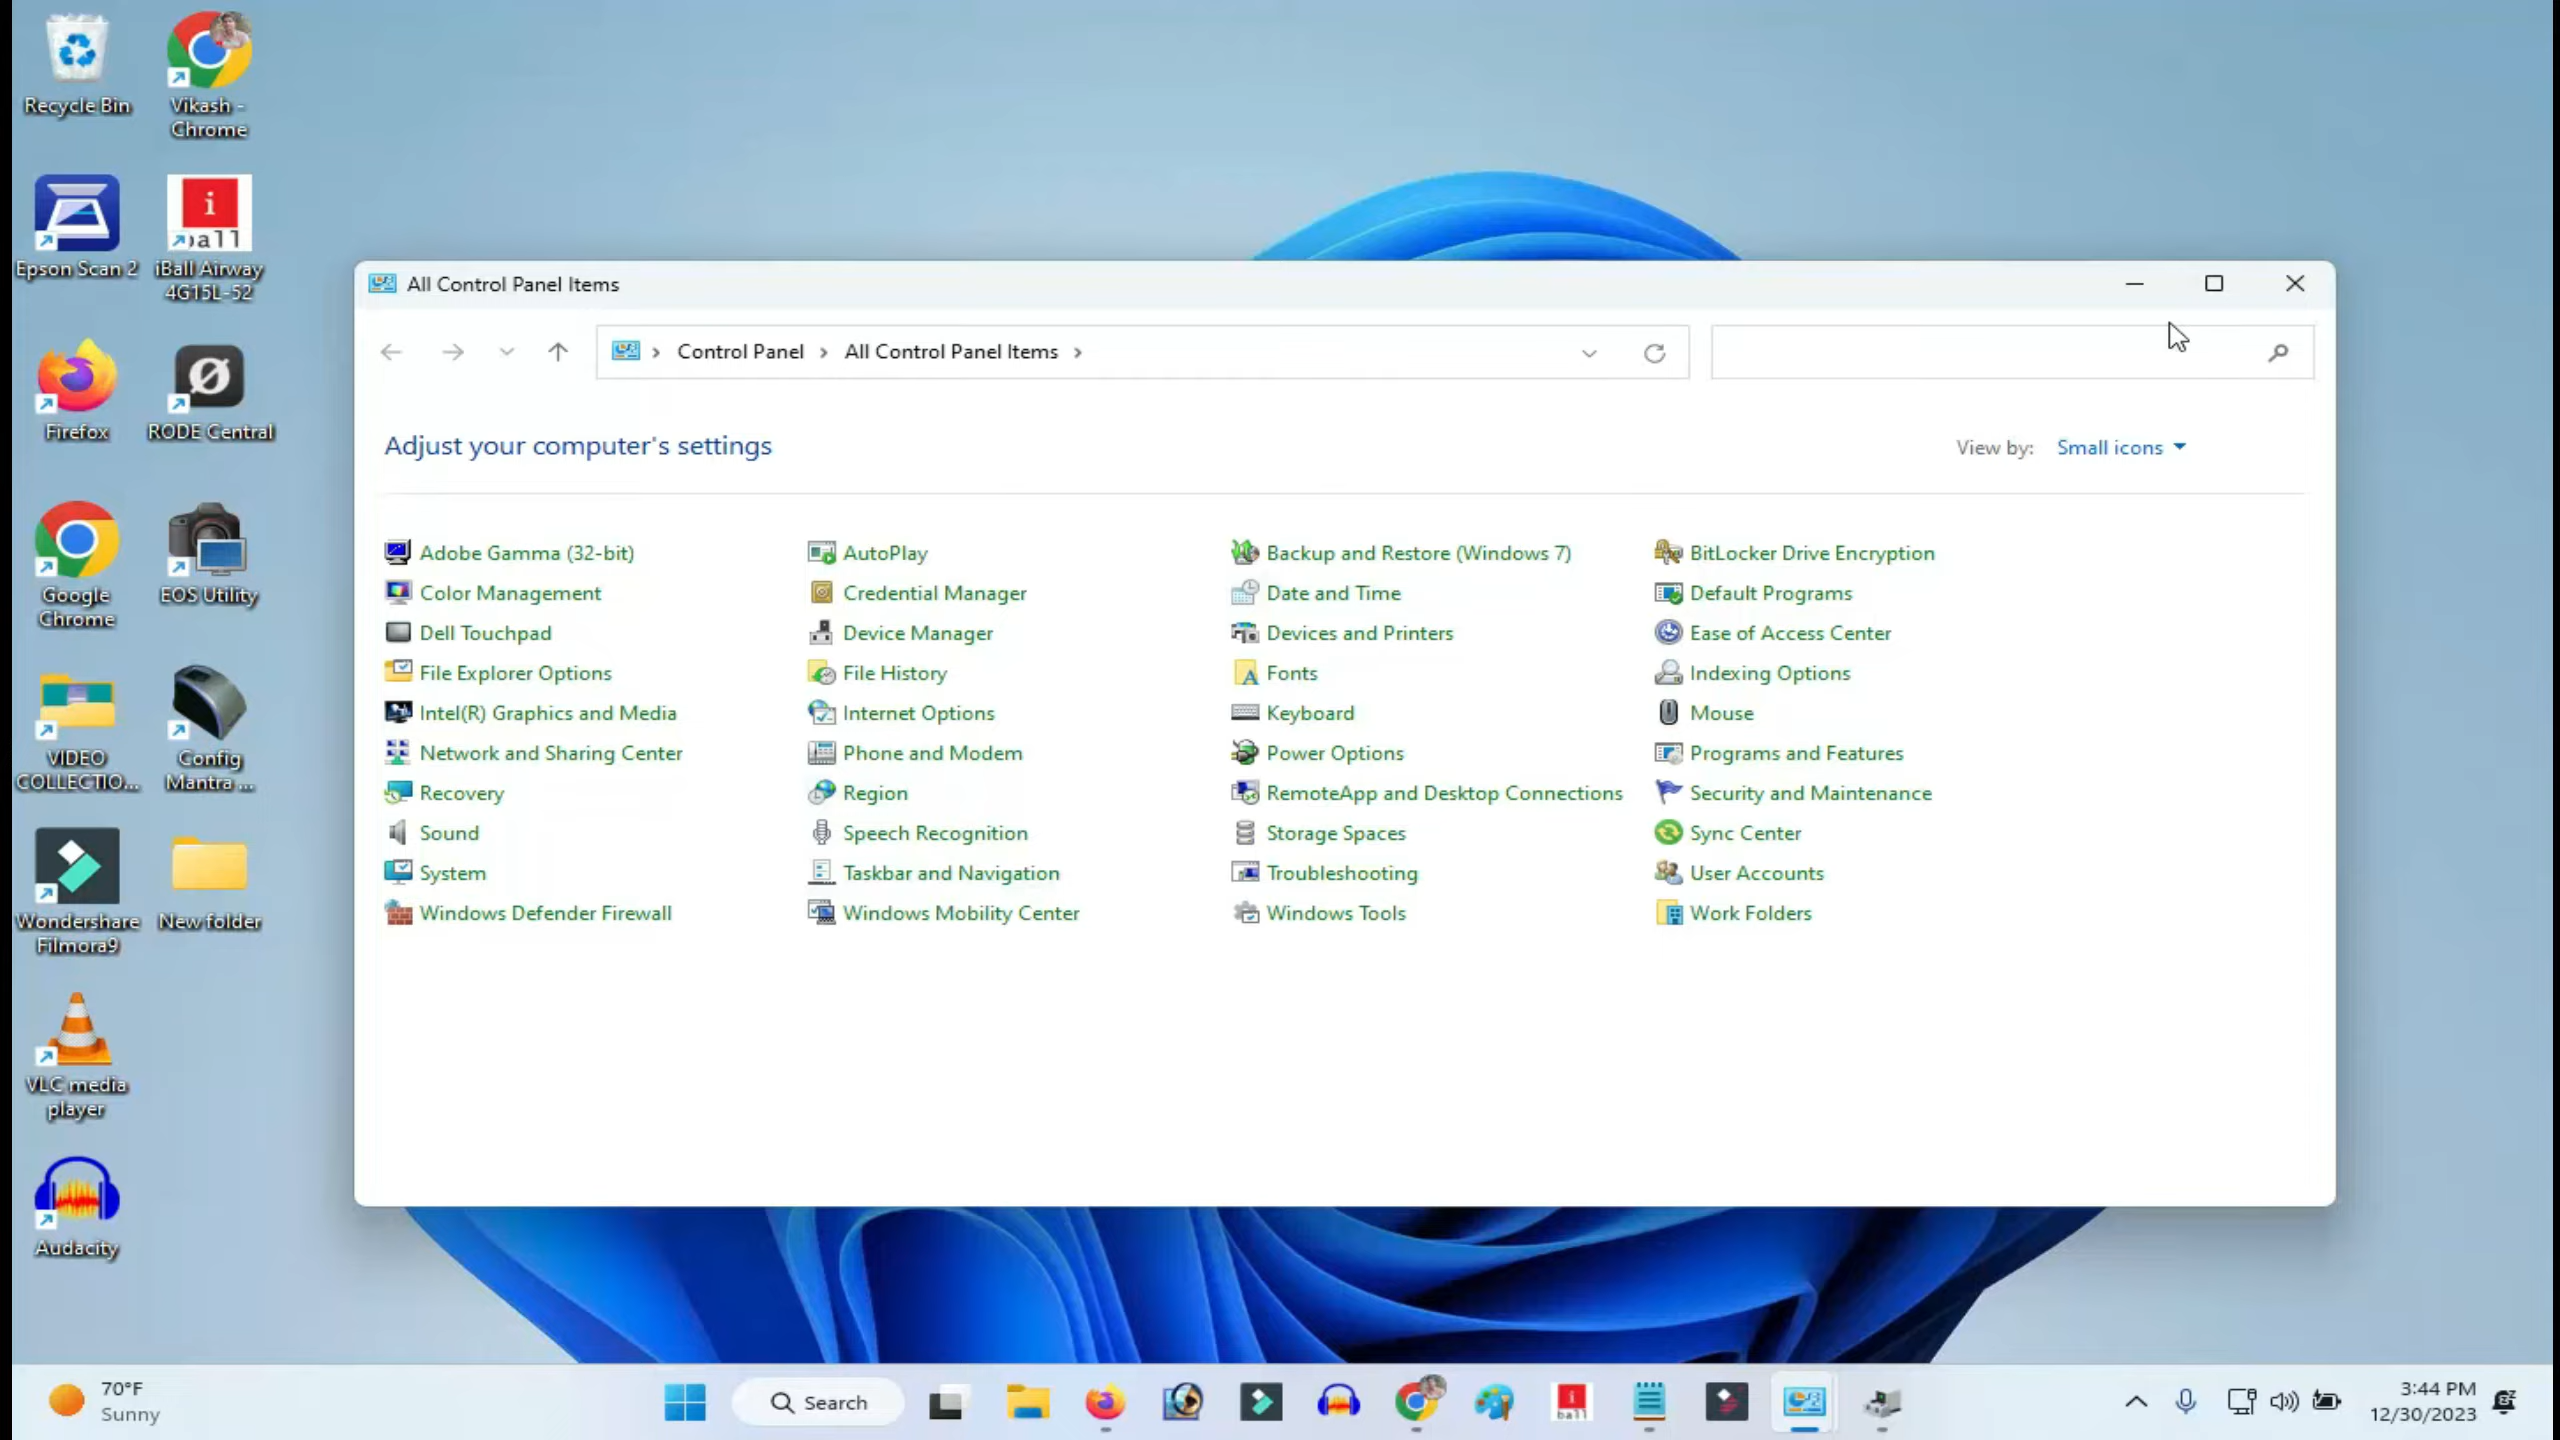 Recycle Bin
Vikash -
Chrome
Epson Scan 2
i
ball
iBall Airway
4G15L-52
Firefox
RODE Central
Google
Chrome
EOS Utility
VIDEO
COLLECTIO...
Config
Mantra ...
Wondershare
Filmora9
New folder
VLC media
player
Audacity
All Control Panel Items
Control Panel > All Control Panel Items >
Adjust your computer's settings
View by: Small icons
Adobe Gamma (32-bit)
AutoPlay
Backup and Restore (Windows 7)
BitLocker Drive Encryption
Color Management
Credential Manager
Date and Time
Default Programs
Dell Touchpad
Device Manager
Devices and Printers
Ease of Access Center
File Explorer Options
File History
Fonts
Indexing Options
Intel(R) Graphics and Media
Internet Options
Keyboard
Mouse
Network and Sharing Center
Phone and Modem
Power Options
Programs and Features
Recovery
Region
RemoteApp and Desktop Connections
Security and Maintenance
Sound
Speech Recognition
Storage Spaces
Sync Center
System
Taskbar and Navigation
Troubleshooting
User Accounts
Windows Defender Firewall
Windows Mobility Center
Windows Tools
Work Folders
70°F
Sunny
Search
i
ball
3:44 PM
12/30/2023